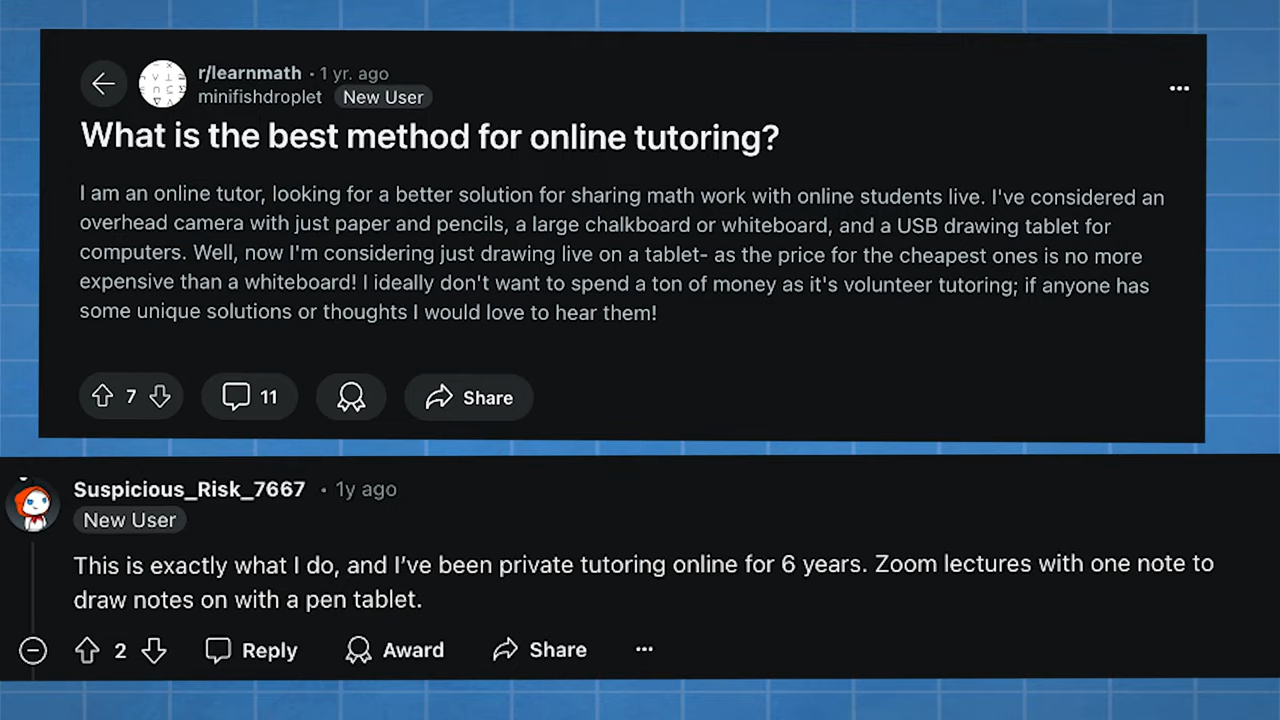 r/learnmath • 1 yr. ago
minifishdroplet New User
What is the best method for online tutoring?
I am an online tutor, looking for a better solution for sharing math work with online students live. I've considered an
overhead camera with just paper and pencils, a large chalkboard or whiteboard, and a USB drawing tablet for
computers. Well, now I'm considering just drawing live on a tablet- as the price for the cheapest ones is no more
expensive than a whiteboard! I ideally don't want to spend a ton of money as it's volunteer tutoring; if anyone has
some unique solutions or thoughts I would love to hear them!
7 11 Share
Suspicious_Risk_7667 • 1y ago
New User
This is exactly what I do, and I've been private tutoring online for 6 years. Zoom lectures with one note to
draw notes on with a pen tablet.
2 Reply Award Share